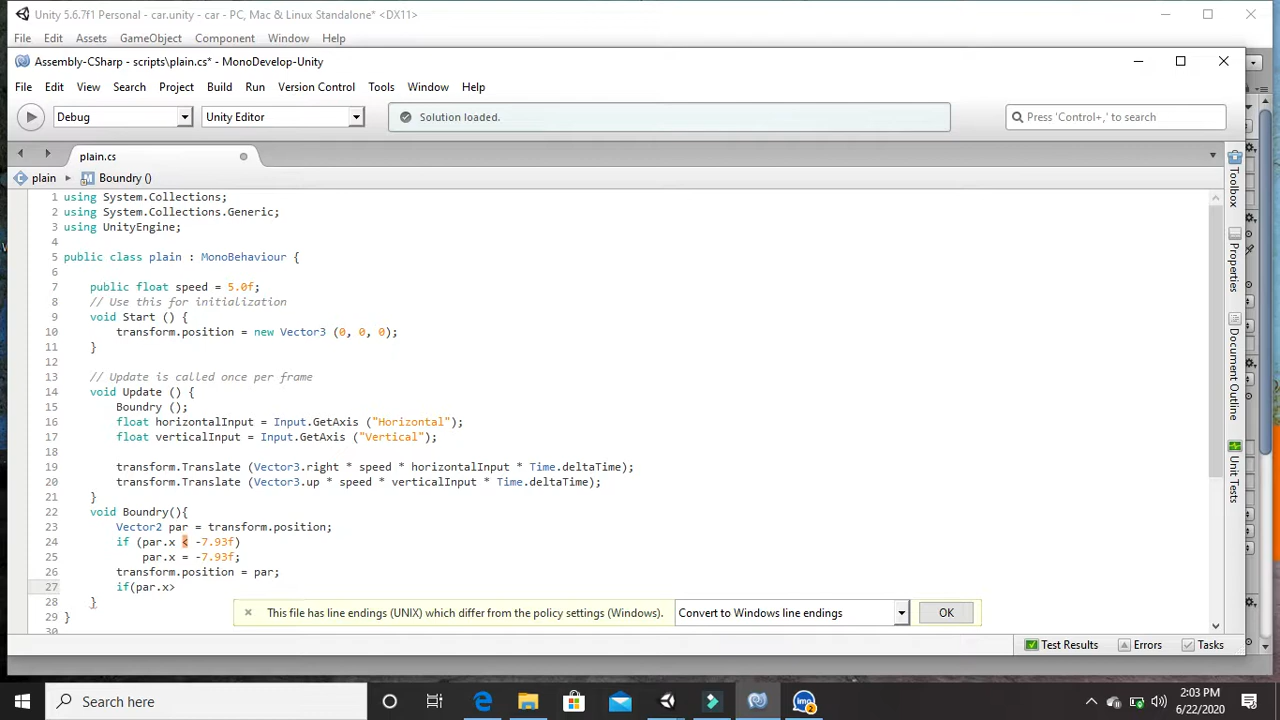 Unity 5.6.7f1 Personal - car.unity - car - PC, Mac & Linux Standalone* <DX11>
File Edit Assets GameObject Component Window Help
Assembly-CSharp - scripts\plain.cs* - MonoDevelop-Unity
File Edit View Search Project Build Run Version Control Tools Window Help
Debug Unity Editor Solution loaded. Press 'Control+,' to search
plain.cs
plain Boundry ()
1 using System.Collections;
2 using System.Collections.Generic;
3 using UnityEngine;
4
5 public class plain : MonoBehaviour {
6
7 public float speed = 5.0f;
8 // Use this for initialization
9 void Start () {
10 transform.position = new Vector3 (0, 0, 0);
11 }
12
13 // Update is called once per frame
14 void Update () {
15 Boundry ();
16 float horizontalInput = Input.GetAxis ("Horizontal");
17 float verticalInput = Input.GetAxis ("Vertical");
18
19 transform.Translate (Vector3.right * speed * horizontalInput * Time.deltaTime);
20 transform.Translate (Vector3.up * speed * verticalInput * Time.deltaTime);
21 }
22 void Boundry(){
23 Vector2 par = transform.position;
24 if (par.x < -7.93f)
25 par.x = -7.93f;
26 transform.position = par;
27 if(par.x>
28 }
29 }
30
This file has line endings (UNIX) which differ from the policy settings (Windows). Convert to Windows line endings OK
Toolbox
Properties
Document Outline
Unit Tests
Test Results Errors Tasks
Search here
img
2
2:03 PM
6/22/2020